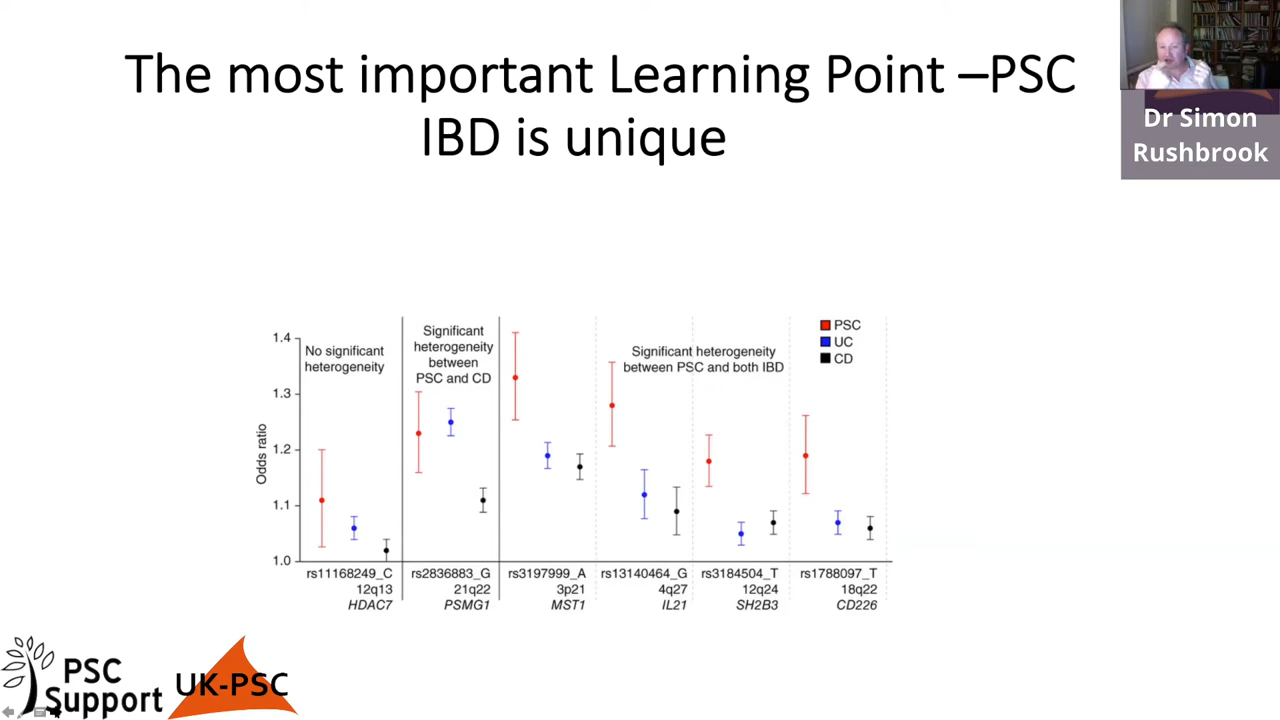 The most important Learning Point –PSC
IBD is unique
Dr Simon
Rushbrook
No significant
heterogeneity
Significant
heterogeneity
between
PSC and CD
Significant heterogeneity
between PSC and both IBD
PSC
UC
CD
Odds ratio
1.4
1.3
1.2
1.1
1.0
rs11168249_C
12q13
HDAC7
rs2836883_G
21q22
PSMG1
rs3197999_A
3p21
MST1
rs13140464_G
4q27
IL21
rs3184504_T
12q24
SH2B3
rs1788097_T
18q22
CD226
PSC
Support
UK-PSC